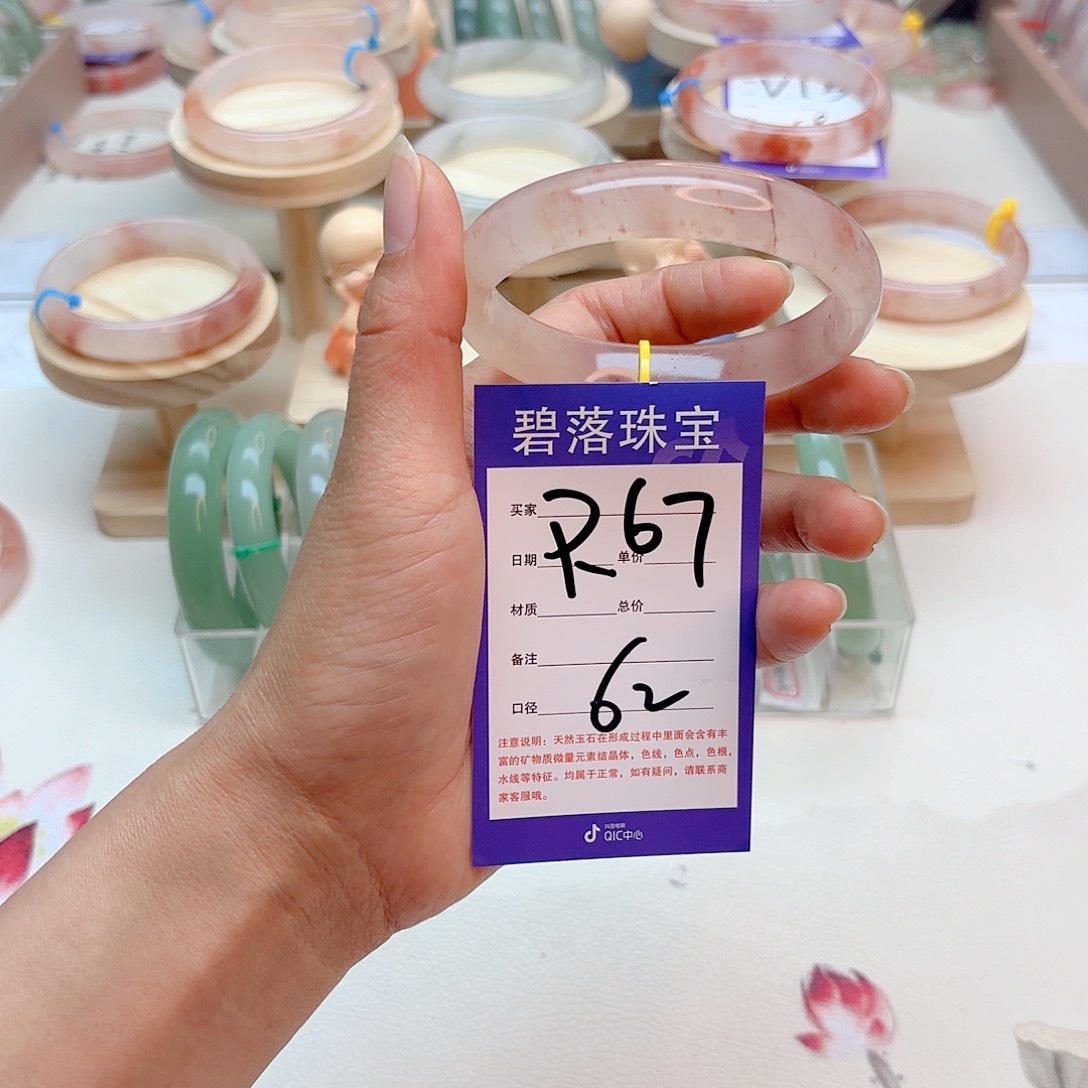 碧落珠宝
买家
R67
日期 单价
材质 总价
备注
口径 62
注意说明：天然玉石在形成过程中里面会含有丰
富的矿物质微量元素结晶体，色线，色点，色根，
水线等特征。均属于正常，如有疑问，请联系商
家客服哦。
抖音电商
QIC中心